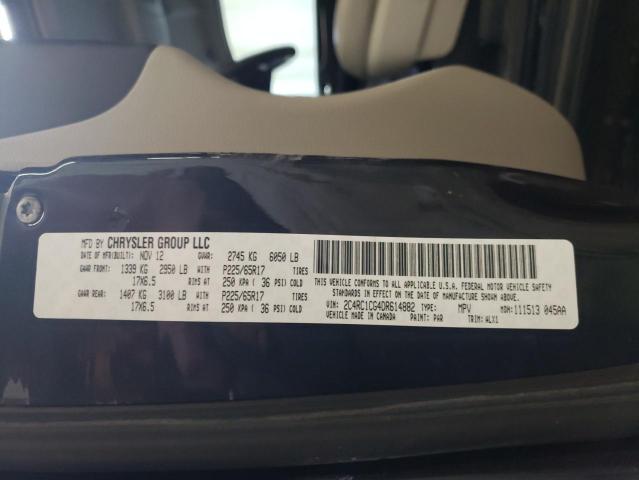 MFD BY CHRYSLER GROUP LLC
DATE OF MFR(BUILT): NOV 12 GVWR: 2745 KG 6050 LB
GAWR FRONT: 1339 KG 2950 LB WITH P225/65R17 TIRES
17X6.5 RIMS AT 250 KPA ( 36 PSI) COLD
GAWR REAR: 1407 KG 3100 LB WITH P225/65R17 TIRES
17X6.5 RIMS AT 250 KPA ( 36 PSI) COLD
THIS VEHICLE CONFORMS TO ALL APPLICABLE U.S.A. FEDERAL MOTOR VEHICLE SAFETY
STANDARDS IN EFFECT ON THE DATE OF MANUFACTURE SHOWN ABOVE.
VIN: 2C4RC1CG4DR614882 TYPE: MPV MDH: 111513 045AA
VEHICLE MADE IN CANADA PAINT: PAR TRIM: WLX1